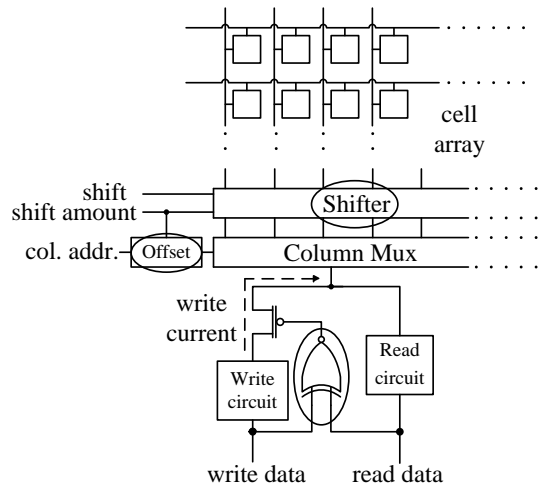 cell
array
shift
shift amount
Shifter
col. addr.
Offset
Column Mux
write
current
Write
circuit
Read
circuit
write data
read data